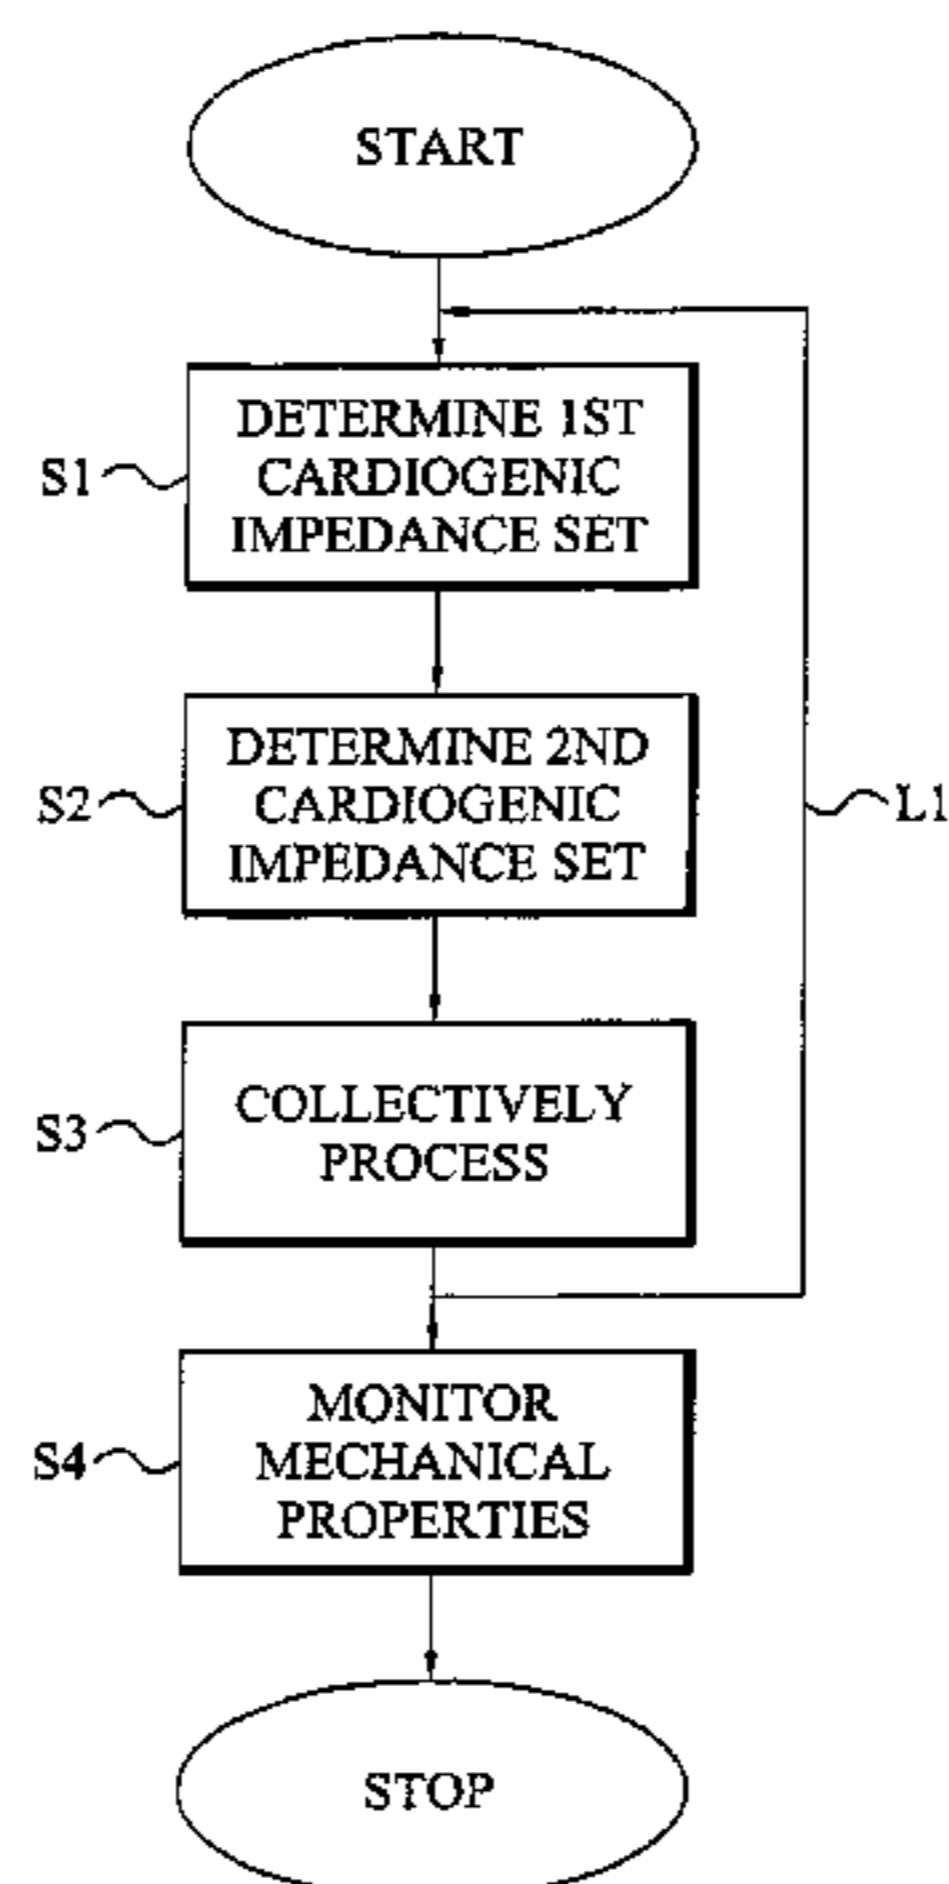 START
DETERMINE 1ST
CARDIOGENIC
IMPEDANCE SET
S1
DETERMINE 2ND
CARDIOGENIC
IMPEDANCE SET
S2
L1
COLLECTIVELY
PROCESS
S3
MONITOR
MECHANICAL
PROPERTIES
S4
STOP